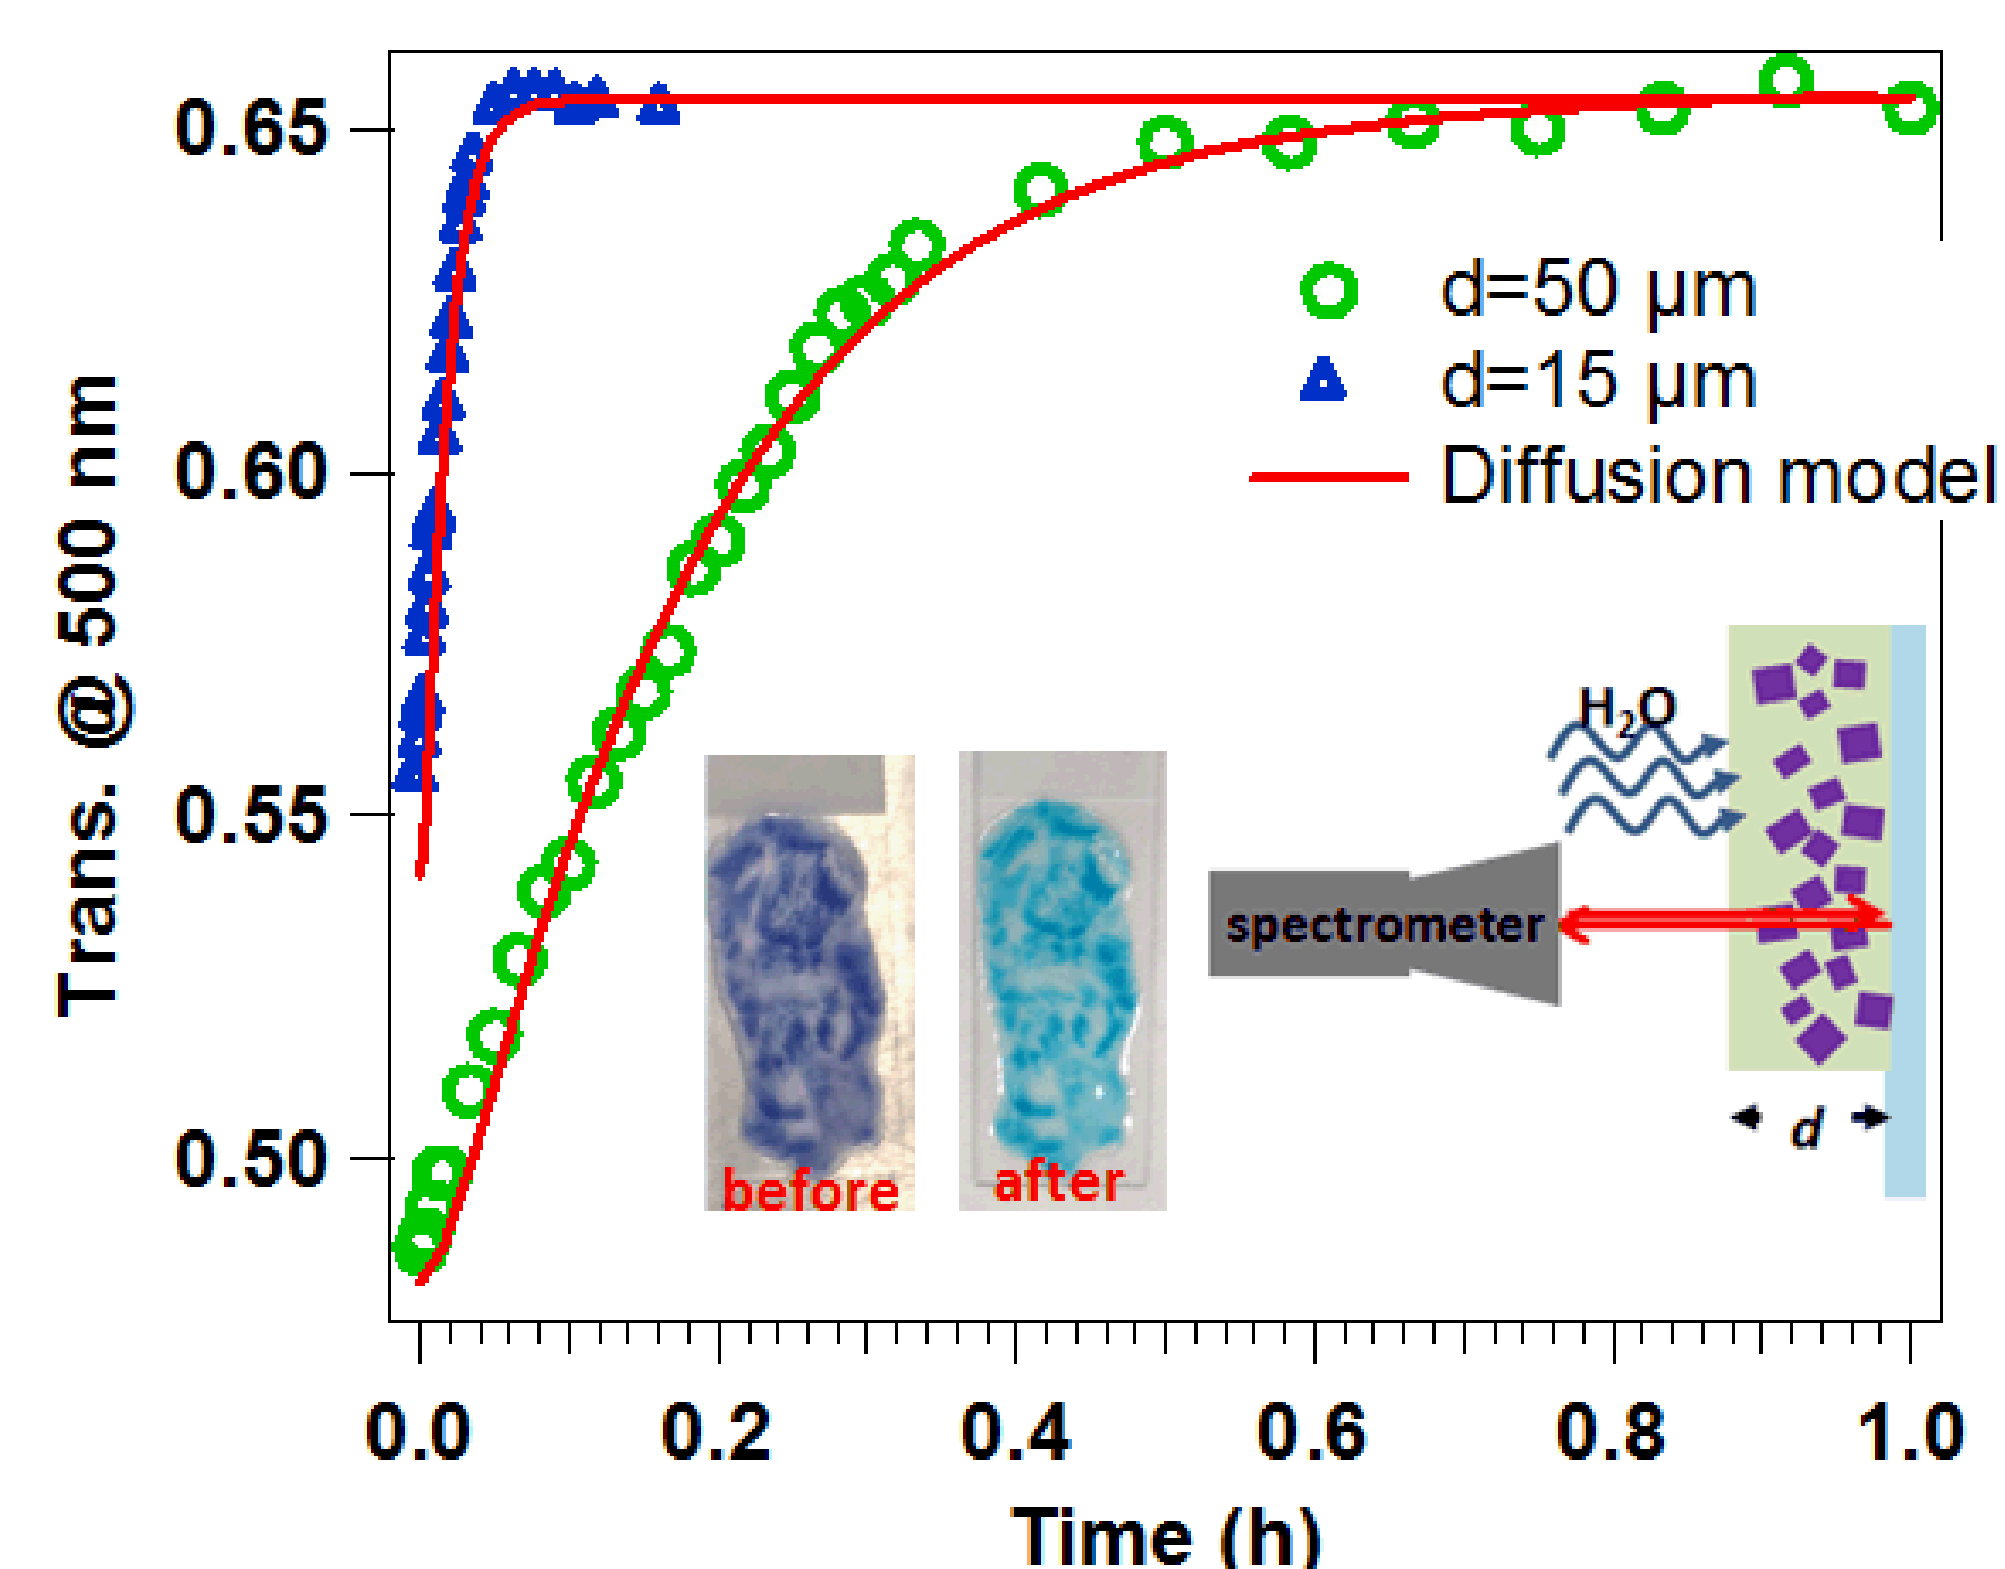 Trans. @ 500 nm
0.65
0.60
0.55
0.50
d=50 µm
d=15 µm
Diffusion model
H₂O
spectrometer
d
before
after
0.0 0.2 0.4 0.6 0.8 1.0
Time (h)